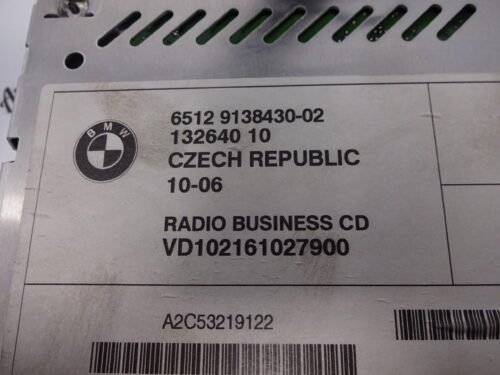 BMW
6512 9138430-02
132640 10
CZECH REPUBLIC
10-06
RADIO BUSINESS CD
VD102161027900
A2C53219122